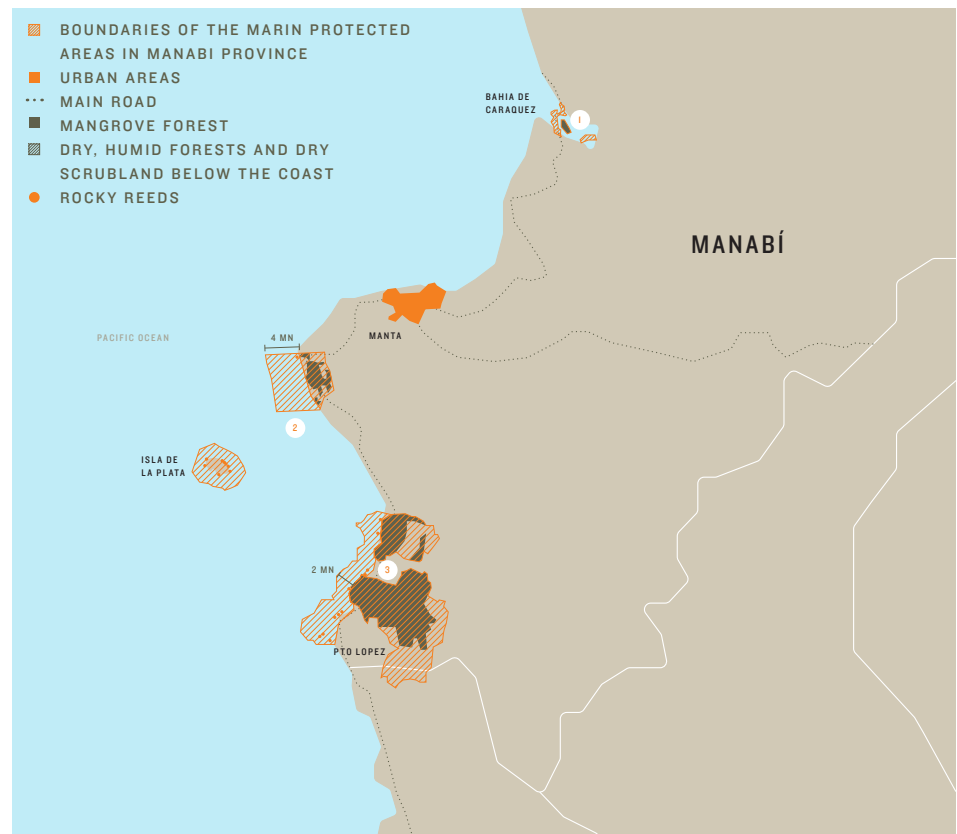 BOUNDARIES OF THE MARIN PROTECTED
AREAS IN MANABI PROVINCE
URBAN AREAS
MAIN ROAD
MANGROVE FOREST
DRY, HUMID FORESTS AND DRY
SCRUBLAND BELOW THE COAST
ROCKY REEDS
BAHIA DE
CARAQUEZ
1
MANABÍ
PACIFIC OCEAN
4 MN
MANTA
2
ISLA DE
LA PLATA
2 MN
3
PTO LOPEZ